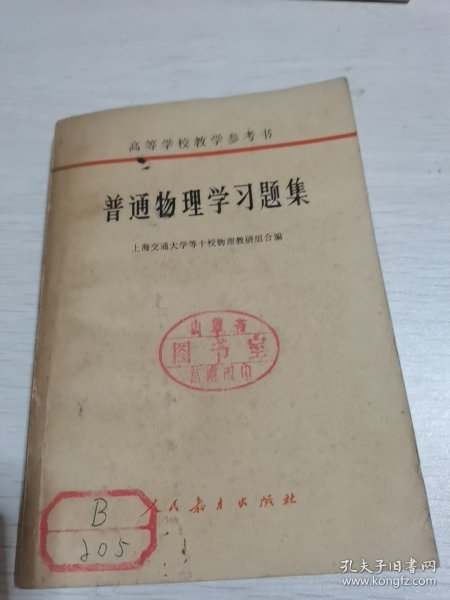 高等学校教学参考书
普通物理学习题集
上海交通大学等十校物理教研组合编
图书室
人民教育出版社
B
205
孔夫子旧书网
www.kongfz.com